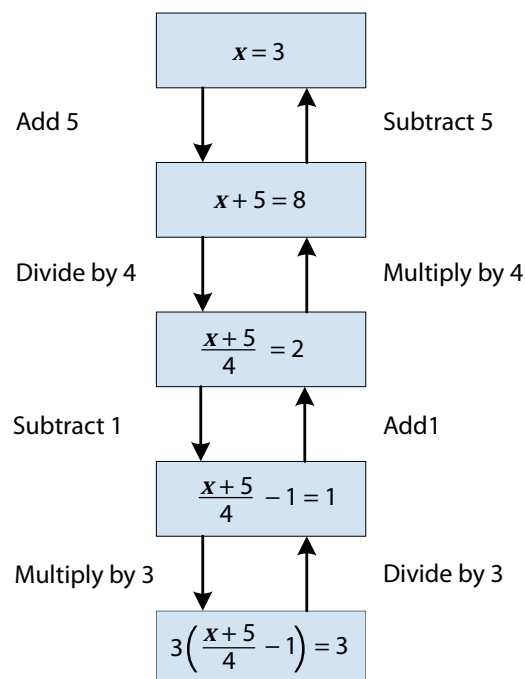 x = 3
Add 5 Subtract 5
x + 5 = 8
Divide by 4 Multiply by 4
x + 5
4 = 2
Subtract 1 Add1
x + 5
4 − 1 = 1
Multiply by 3 Divide by 3
3(x + 5
4 − 1) = 3